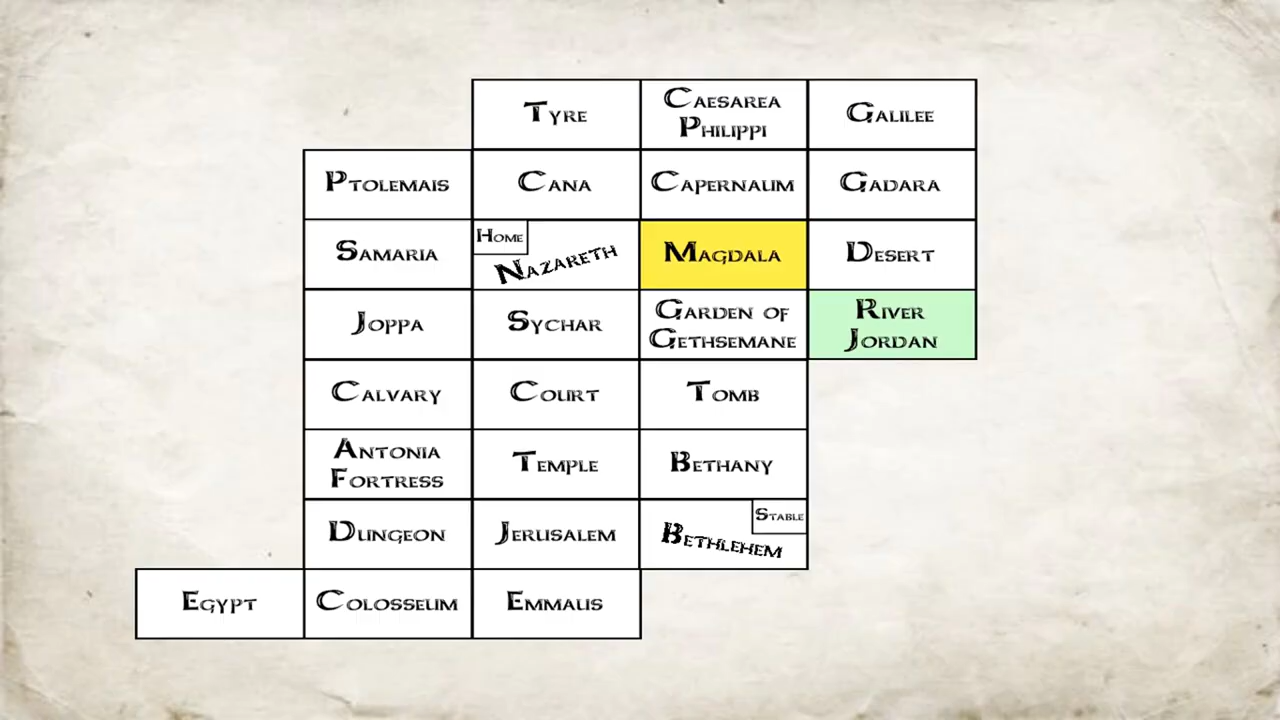 Tyre
Caesarea
Philippi
Galilee
Ptolemais
Cana
Capernaum
Gadara
Samaria
Home
Nazareth
Magdala
Desert
Joppa
Sychar
Garden of
Gethsemane
River
Jordan
Calvary
Court
Tomb
Antonia
Fortress
Temple
Bethany
Dungeon
Jerusalem
Stable
Bethlehem
Egypt
Colosseum
Emmaus